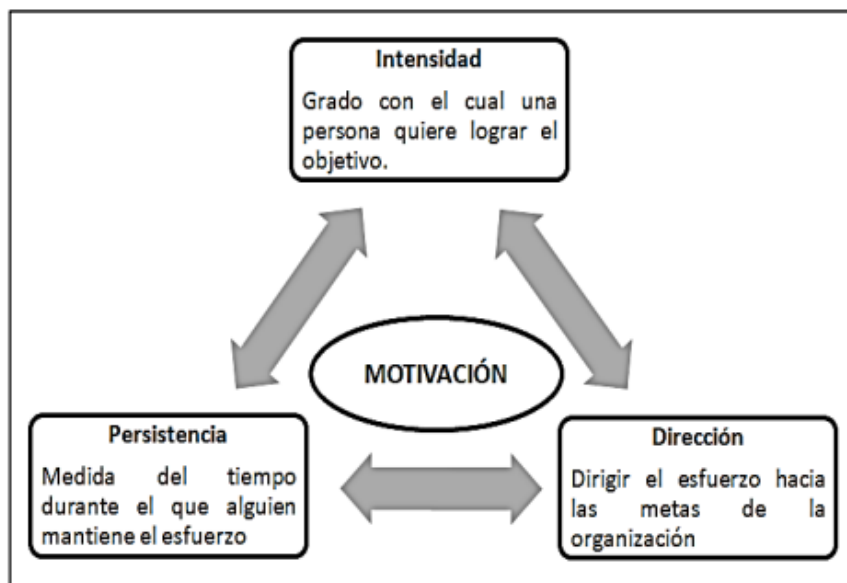 Intensidad
Grado con el cual una
persona quiere lograr el
objetivo.
MOTIVACIÓN
Persistencia
Medida del tiempo
durante el que alguien
mantiene el esfuerzo
Dirección
Dirigir el esfuerzo hacia
las metas de la
organización